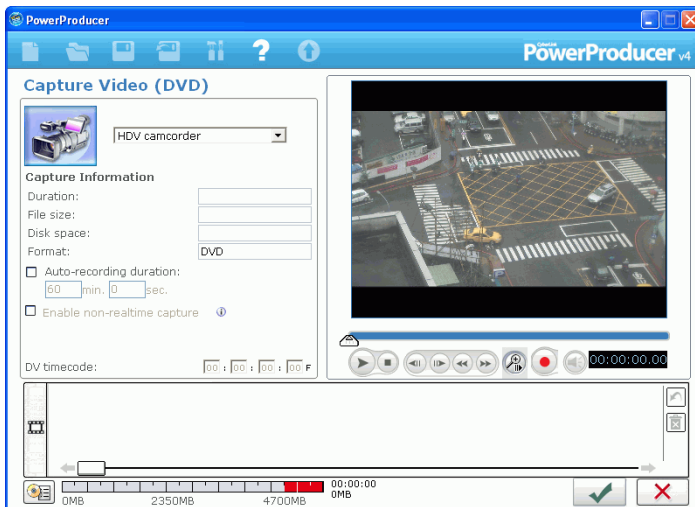 PowerProducer
?
CyberLink
PowerProducer v4
Capture Video (DVD)
HDV camcorder
Capture Information
Duration:
File size:
Disk space:
Format: DVD
Auto-recording duration:
60 min. 0 sec.
Enable non-realtime capture i
DV timecode: 00 : 00 : 00 : 00 F
00:00:00.00
0MB 2350MB 4700MB
00:00:00
0MB